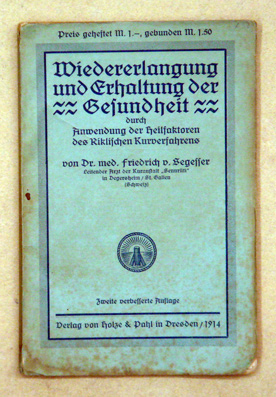 Preis geheftet M. 1.–, gebunden M. 1.50
Wiedererlangung
und Erhaltung der
Gesundheit
durch
Anwendung der Heilfaktoren
des Riklischen Kurverfahrens
von Dr. med. Friedrich v. Segesser
Leitender Arzt der Kuranstalt „Sennrüti“
in Degersheim / St. Gallen
(Schweiz)
Zweite verbesserte Auflage
Verlag von Holze & Pahl in Dresden / 1914